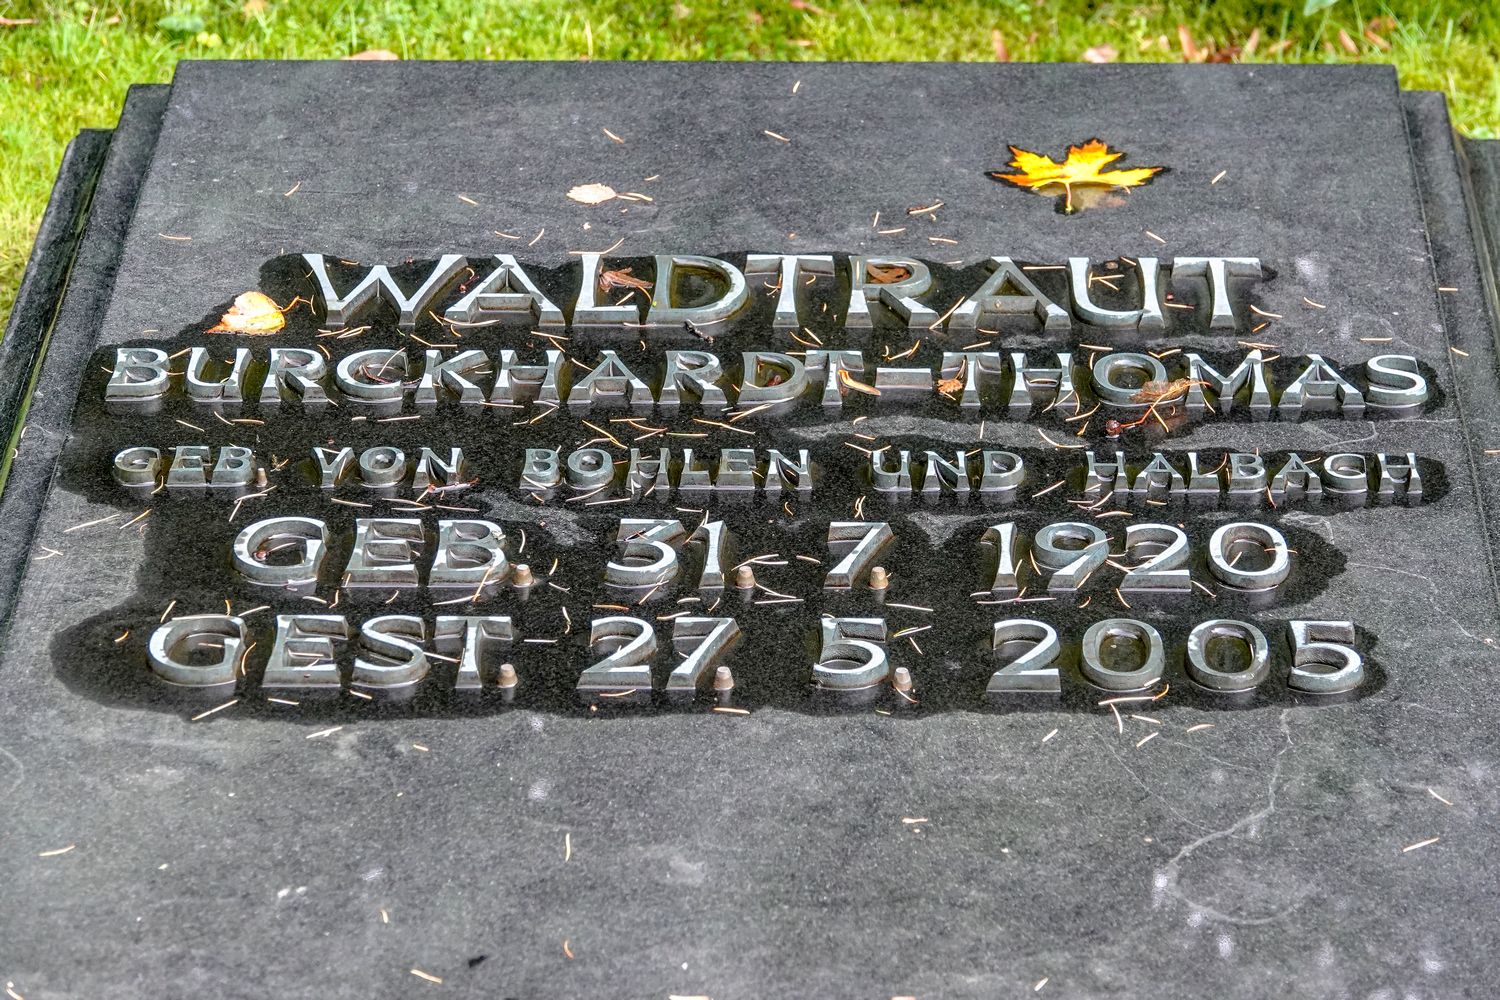 WALDTRAUT
BURCKHARDT-THOMAS
GEB. VON BOHLEN UND HALBACH
GEB. 31. 7. 1920
GEST. 27. 5. 2005